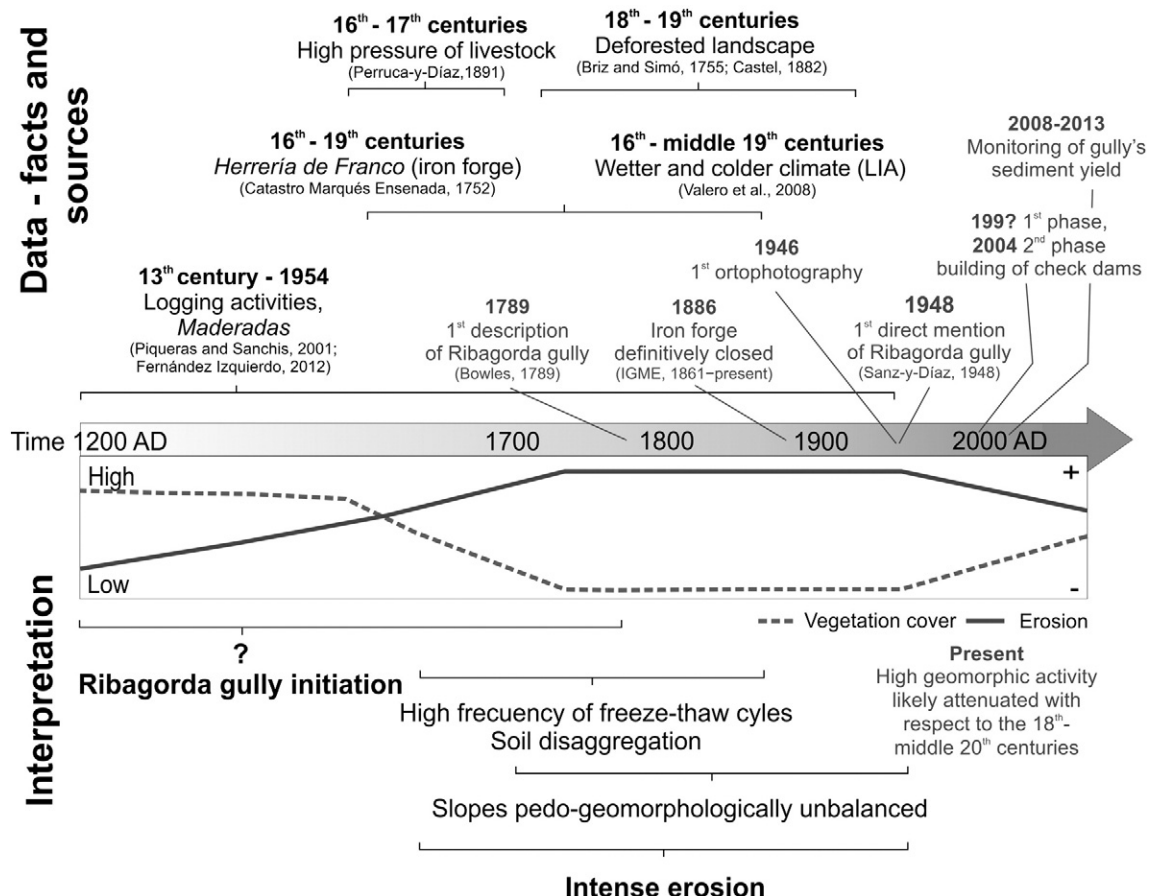 Data - facts and
sources
16th - 17th centuries
High pressure of livestock
(Perruca-y-Díaz,1891)
18th - 19th centuries
Deforested landscape
(Briz and Simó, 1755; Castel, 1882)
16th - 19th centuries
Herrería de Franco (iron forge)
(Catastro Marqués Ensenada, 1752)
16th - middle 19th centuries
Wetter and colder climate (LIA)
(Valero et al., 2008)
2008-2013
Monitoring of gully's
sediment yield
199? 1st phase,
2004 2nd phase
building of check dams
13th century - 1954
Logging activities,
Maderadas
(Piqueras and Sanchis, 2001;
Fernández Izquierdo, 2012)
1789
1st description
of Ribagorda gully
(Bowles, 1789)
1886
Iron forge
definitively closed
(IGME, 1861–present)
1946
1st ortophotography
1948
1st direct mention
of Ribagorda gully
(Sanz-y-Díaz, 1948)
Time 1200 AD 1700 1800 1900 2000 AD
High +
Low -
Vegetation cover Erosion
Interpretation
?
Ribagorda gully initiation
High frecuency of freeze-thaw cyles
Soil disaggregation
Slopes pedo-geomorphologically unbalanced
Intense erosion
Present
High geomorphic activity
likely attenuated with
respect to the 18th-
middle 20th centuries